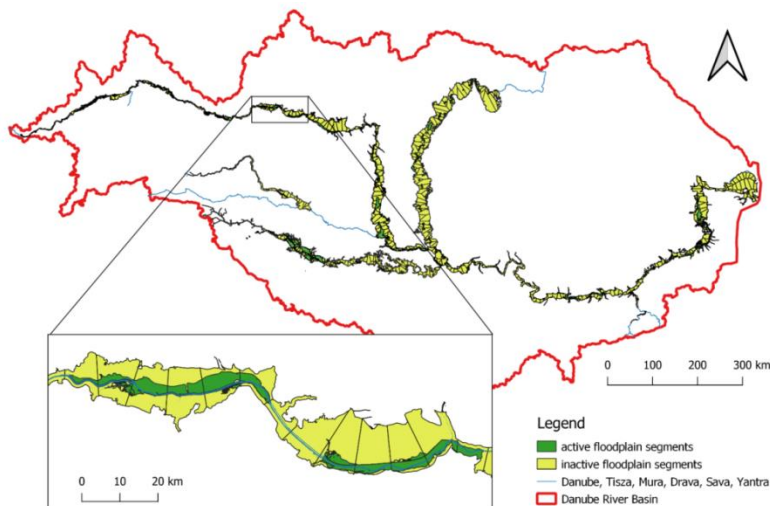 0 100 200 300 km
Legend
active floodplain segments
inactive floodplain segments
Danube, Tisza, Mura, Drava, Sava, Yantra
Danube River Basin
0 10 20 km